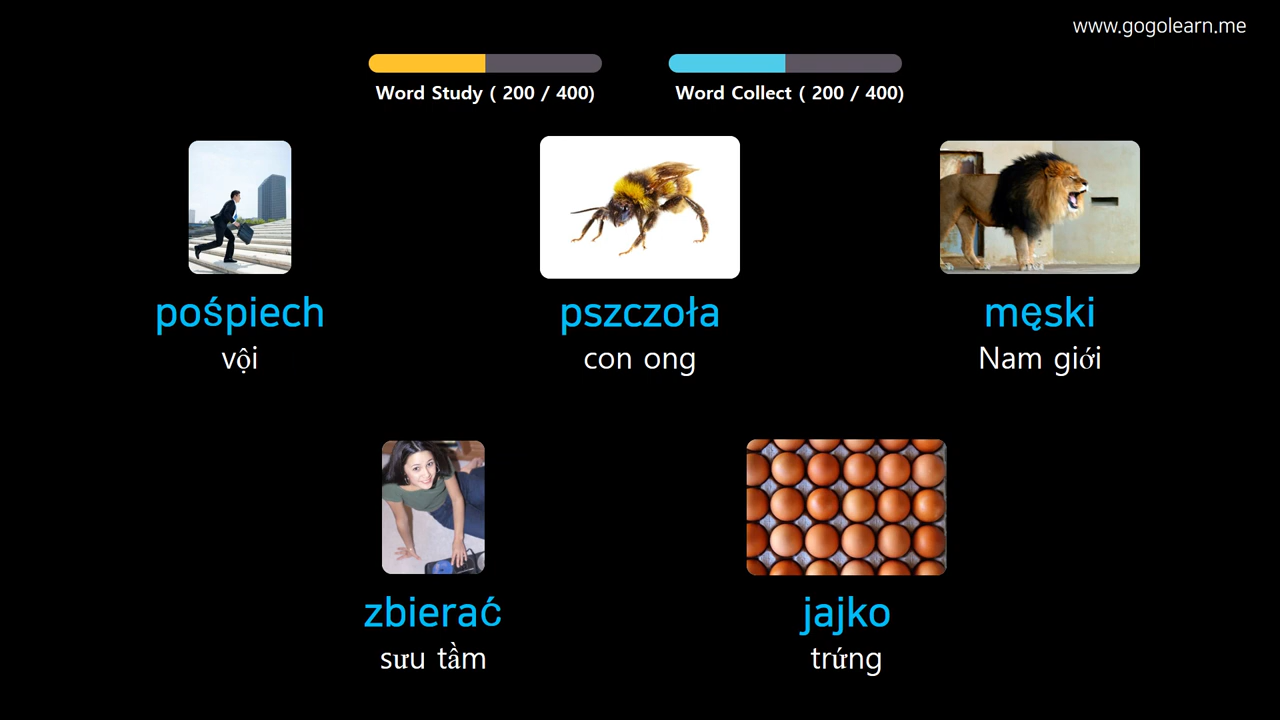 www.gogolearn.me
Word Study ( 200 / 400)
Word Collect ( 200 / 400)
pośpiech
vội
pszczoła
con ong
męski
Nam giới
zbierać
sưu tầm
jajko
trứng